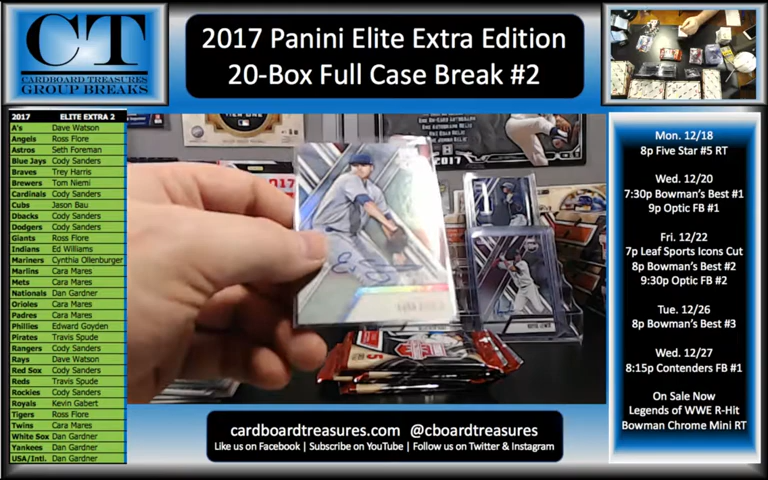 CT
CARDBOARD TREASURES
GROUP BREAKS
2017 Panini Elite Extra Edition
20-Box Full Case Break #2
2017 ELITE EXTRA 2
A's Dave Watson
Angels Ross Flore
Astros Seth Foreman
Blue Jays Cody Sanders
Braves Trey Harris
Brewers Tom Niemi
Cardinals Cody Sanders
Cubs Jason Bau
Dbacks Cody Sanders
Dodgers Cody Sanders
Giants Ross Flore
Indians Ed Williams
Mariners Cynthia Ollenburger
Marlins Cara Mares
Mets Cara Mares
Nationals Dan Gardner
Orioles Cara Mares
Padres Cara Mares
Phillies Edward Goyden
Pirates Travis Spude
Rangers Cody Sanders
Rays Dave Watson
Red Sox Cody Sanders
Reds Travis Spude
Rockies Cody Sanders
Royals Kevin Gabert
Tigers Ross Flore
Twins Cara Mares
White Sox Dan Gardner
Yankees Dan Gardner
USA/Intl. Dan Gardner
2017
5
Mon. 12/18
8p Five Star #5 RT
Wed. 12/20
7:30p Bowman's Best #1
9p Optic FB #1
Fri. 12/22
7p Leaf Sports Icons Cut
8p Bowman's Best #2
9:30p Optic FB #2
Tue. 12/26
8p Bowman's Best #3
Wed. 12/27
8:15p Contenders FB #1
On Sale Now
Legends of WWE R-Hit
Bowman Chrome Mini RT
cardboardtreasures.com @cboardtreasures
Like us on Facebook | Subscribe on YouTube | Follow us on Twitter & Instagram